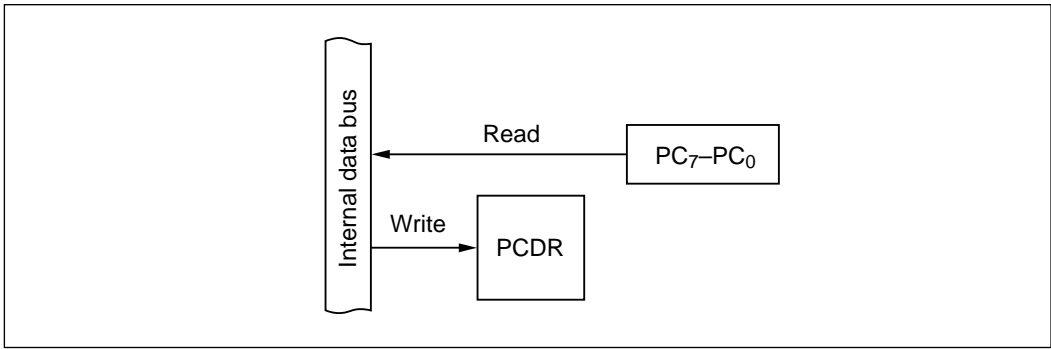 Internal data bus
Read
PC7–PC0
Write
PCDR